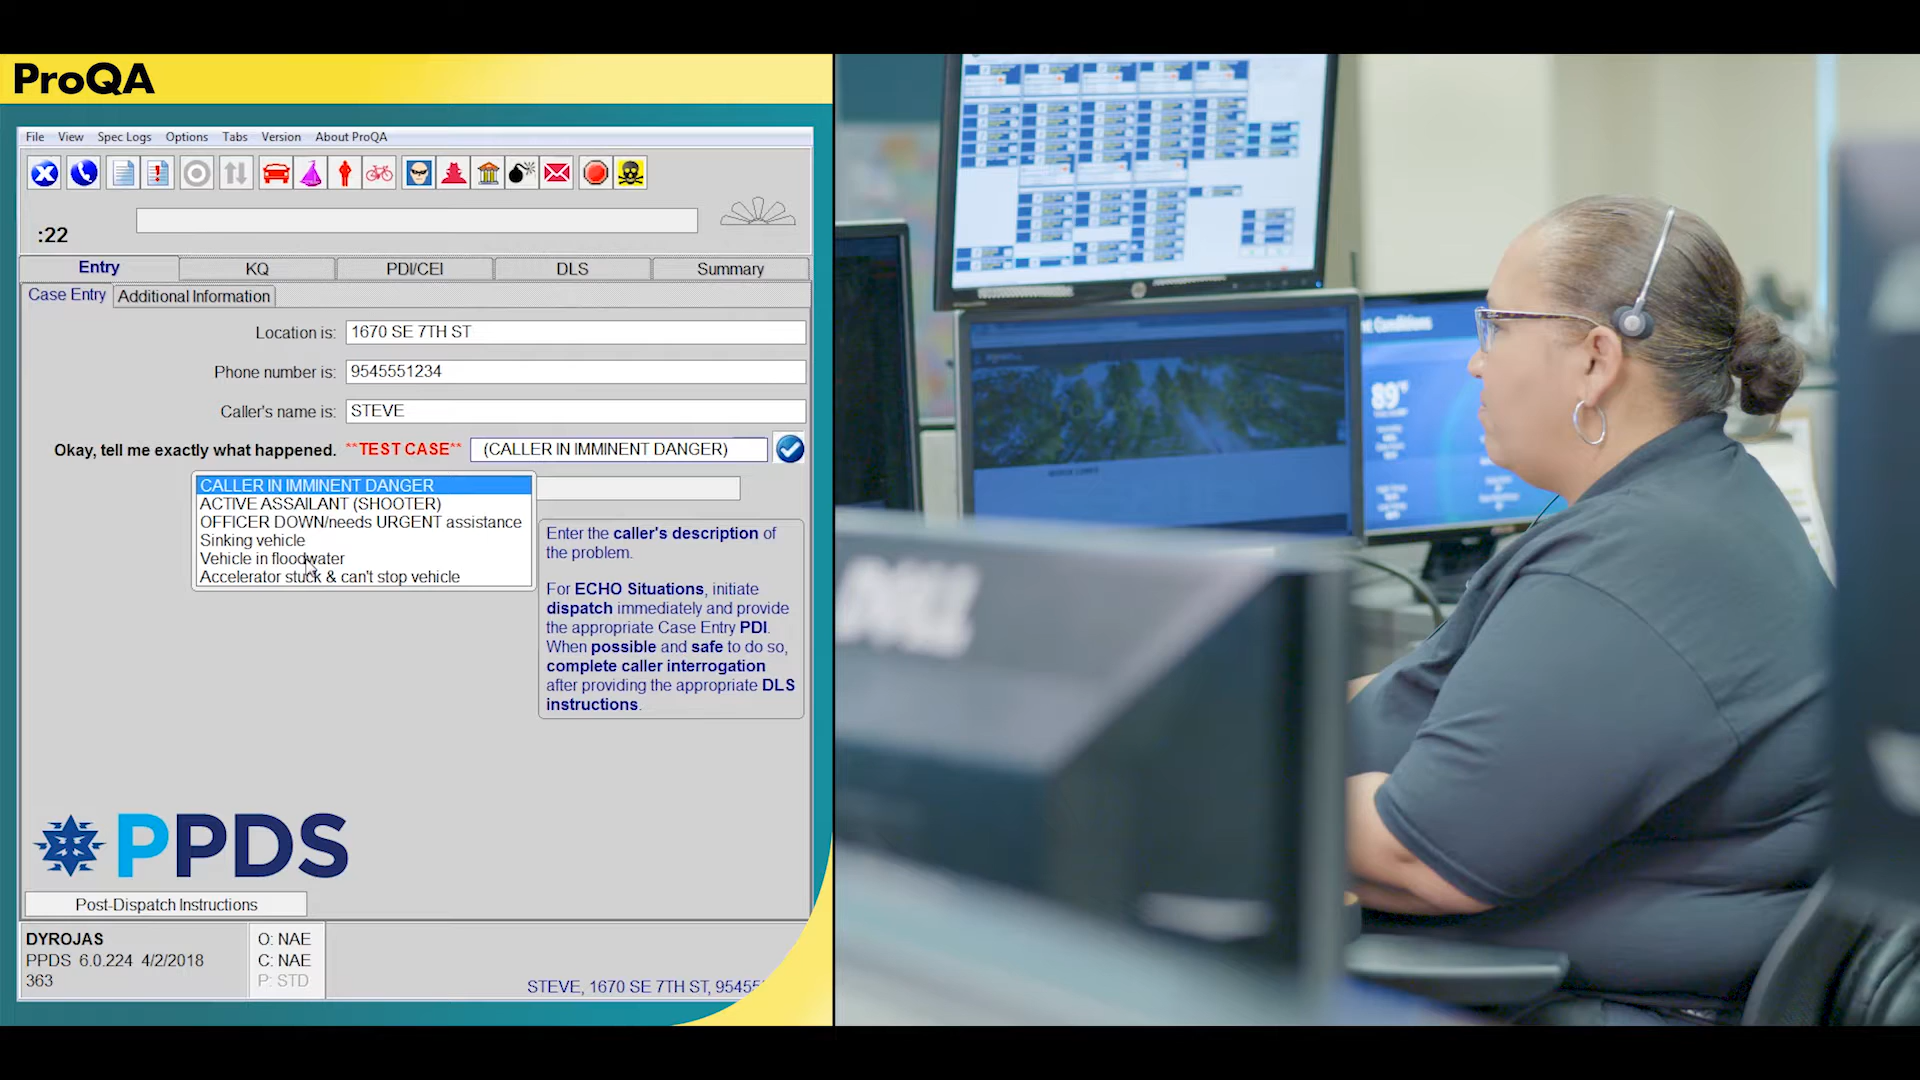 ProQA
File View Spec Logs Options Tabs Version About ProQA
:22
Entry KQ PDI/CEI DLS Summary
Case Entry Additional Information
Location is: 1670 SE 7TH ST
Phone number is: 9545551234
Caller's name is: STEVE
Okay, tell me exactly what happened. **TEST CASE** (CALLER IN IMMINENT DANGER)
CALLER IN IMMINENT DANGER
ACTIVE ASSAILANT (SHOOTER)
OFFICER DOWN/needs URGENT assistance
Sinking vehicle
Vehicle in floodwater
Accelerator stuck & can't stop vehicle
Enter the caller's description of
the problem.
For ECHO Situations, initiate
dispatch immediately and provide
the appropriate Case Entry PDI.
When possible and safe to do so,
complete caller interrogation
after providing the appropriate DLS
instructions.
PPDS
Post-Dispatch Instructions
DYROJAS
PPDS 6.0.224 4/2/2018
363
O: NAE
C: NAE
P: STD
STEVE, 1670 SE 7TH ST, 9545
89°F